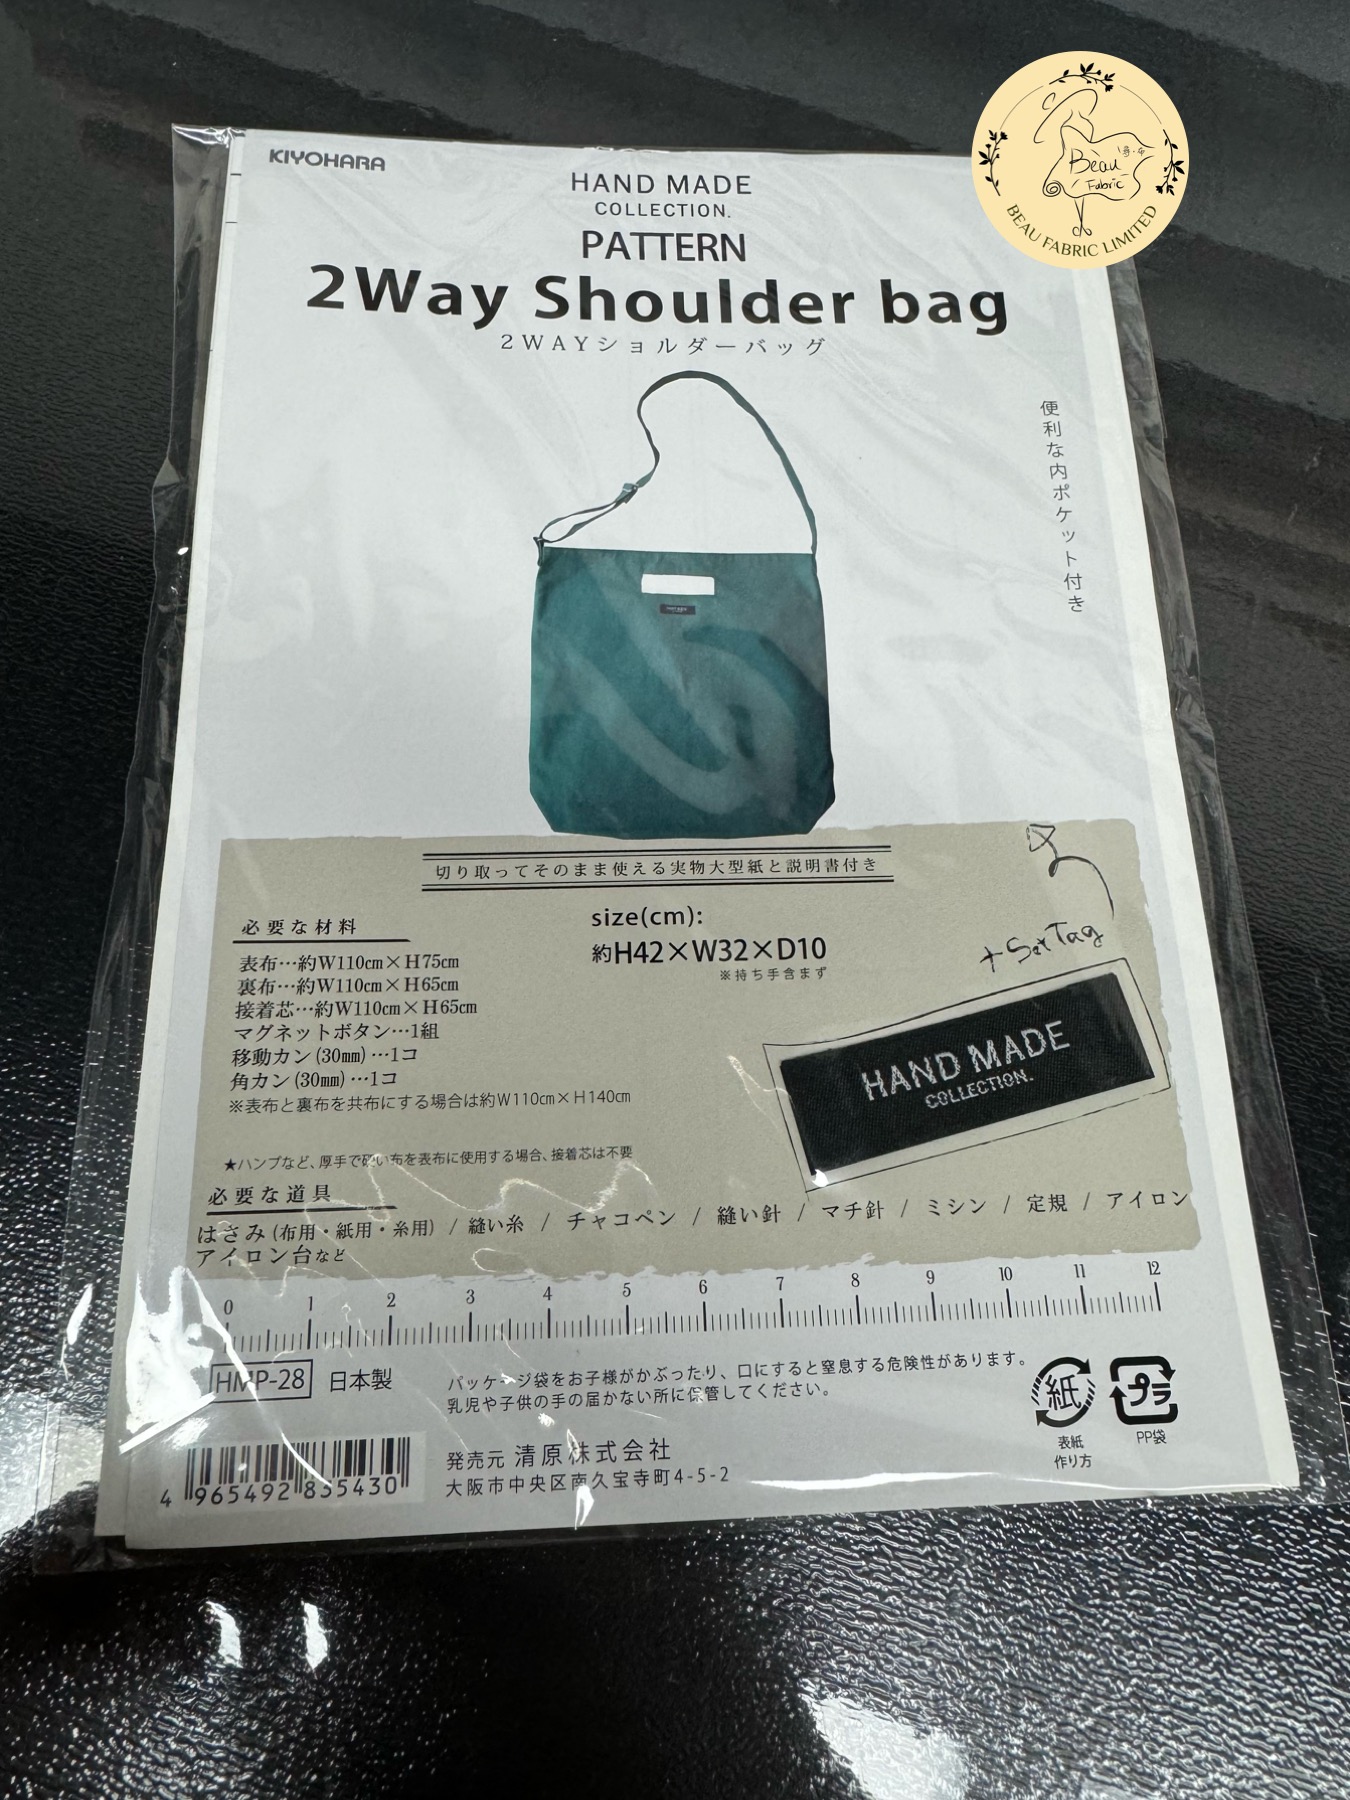 KIYOHARA
HAND MADE
COLLECTION.
PATTERN
2Way Shoulder bag
2WAYショルダーバッグ
便利な内ポケット付き
Beau
尋・布
Fabric
BEAU FABRIC LIMITED
切り取ってそのまま使える実物大型紙と説明書付き
必要な材料
表布…約W110cm×H75cm
裏布…約W110cm×H65cm
接着芯…約W110cm×H65cm
マグネットボタン…1組
移動カン(30mm)…1コ
角カン(30mm)…1コ
※表布と裏布を共布にする場合は約W110cm×H140cm
size(cm):
約H42×W32×D10
※持ち手含まず
+Set Tag
HAND MADE
COLLECTION.
★ハンプなど、厚手で硬い布を表布に使用する場合、接着芯は不要
必要な道具
はさみ(布用・紙用・糸用) / 縫い糸 / チャコペン / 縫い針 / マチ針 / ミシン / 定規 / アイロン
アイロン台など
0 1 2 3 4 5 6 7 8 9 10 11 12
HMP-28 日本製
パッケージ袋をお子様がかぶったり、口にすると窒息する危険性があります。
乳児や子供の手の届かない所に保管してください。
紙
表紙
作り方
プラ
PP袋
発売元 清原株式会社
大阪市中央区南久宝寺町4-5-2
4 965492 835430